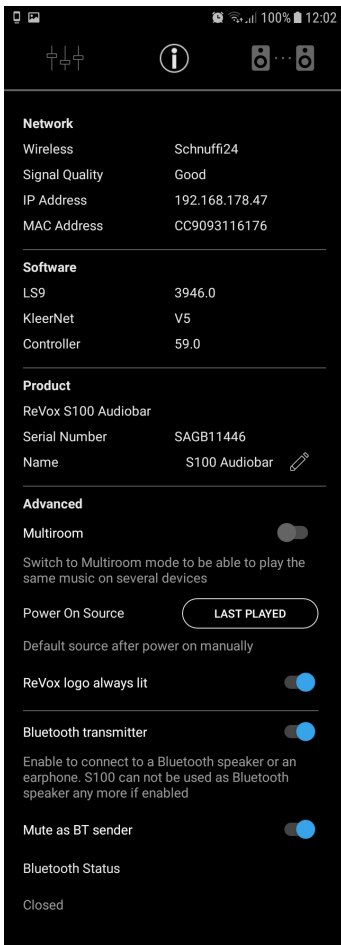 100% 12:02
Network
Wireless Schnuffi24
Signal Quality Good
IP Address 192.168.178.47
MAC Address CC9093116176
Software
LS9 3946.0
KleerNet V5
Controller 59.0
Product
ReVox S100 Audiobar
Serial Number SAGB11446
Name S100 Audiobar
Advanced
Multiroom
Switch to Multiroom mode to be able to play the
same music on several devices
Power On Source LAST PLAYED
Default source after power on manually
ReVox logo always lit
Bluetooth transmitter
Enable to connect to a Bluetooth speaker or an
earphone. S100 can not be used as Bluetooth
speaker any more if enabled
Mute as BT sender
Bluetooth Status
Closed